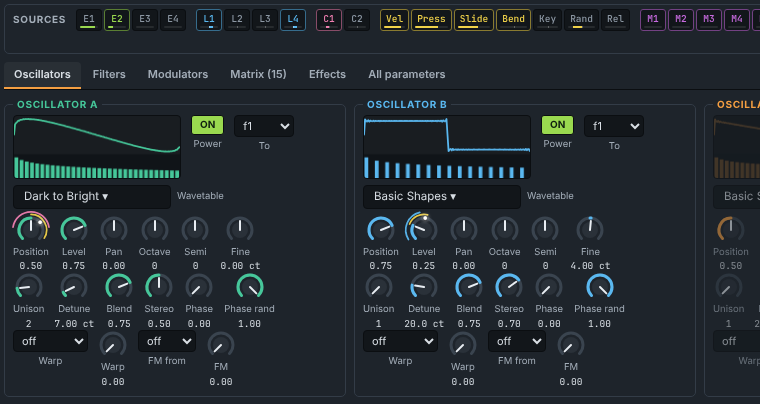 SOURCES E1 E2 E3 E4 L1 L2 L3 L4 C1 C2 Vel Press Slide Bend Key Rand Rel M1 M2 M3 M4
Oscillators Filters Modulators Matrix (15) Effects All parameters
OSCILLATOR A
ON f1
Power To
Dark to Bright ▾ Wavetable
Position Level Pan Octave Semi Fine
0.50 0.75 0.00 0 0 0.00 ct
Unison Detune Blend Stereo Phase Phase rand
2 7.00 ct 0.75 0.50 0.00 1.00
off off
Warp Warp FM from FM
0.00 0.00
OSCILLATOR B
ON f1
Power To
Basic Shapes ▾ Wavetable
Position Level Pan Octave Semi Fine
0.75 0.25 0.00 0 0 4.00 ct
Unison Detune Blend Stereo Phase Phase rand
1 20.0 ct 0.75 0.70 0.00 1.00
off off
Warp Warp FM from FM
0.00 0.00
OSCILLA
Basic S
Position
0.50
Unison
1
off
Warp